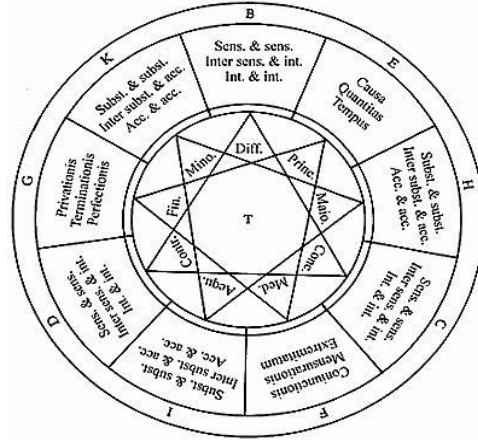 B
Sens. & sens.
Inter sens. & int.
Int. & int.
E
Causa
Quantitas
Tempus
H
Subst. & subst.
Inter subst. & acc.
Acc. & acc.
C
Sens. & sens.
Inter sens. & int.
Int. & int.
F
Coniunctionis
Mensurationis
Extremitatum
I
Subst. & subst.
Inter subst. & acc.
Acc. & acc.
D
Sens. & sens.
Inter sens. & int.
Int. & int.
G
Privationis
Terminationis
Perfectionis
K
Subst. & subst.
Inter subst. & acc.
Acc. & acc.
Diff.
Princ.
Maio.
Conc.
Med.
Aequ.
Contr.
Fin.
Mino.
T